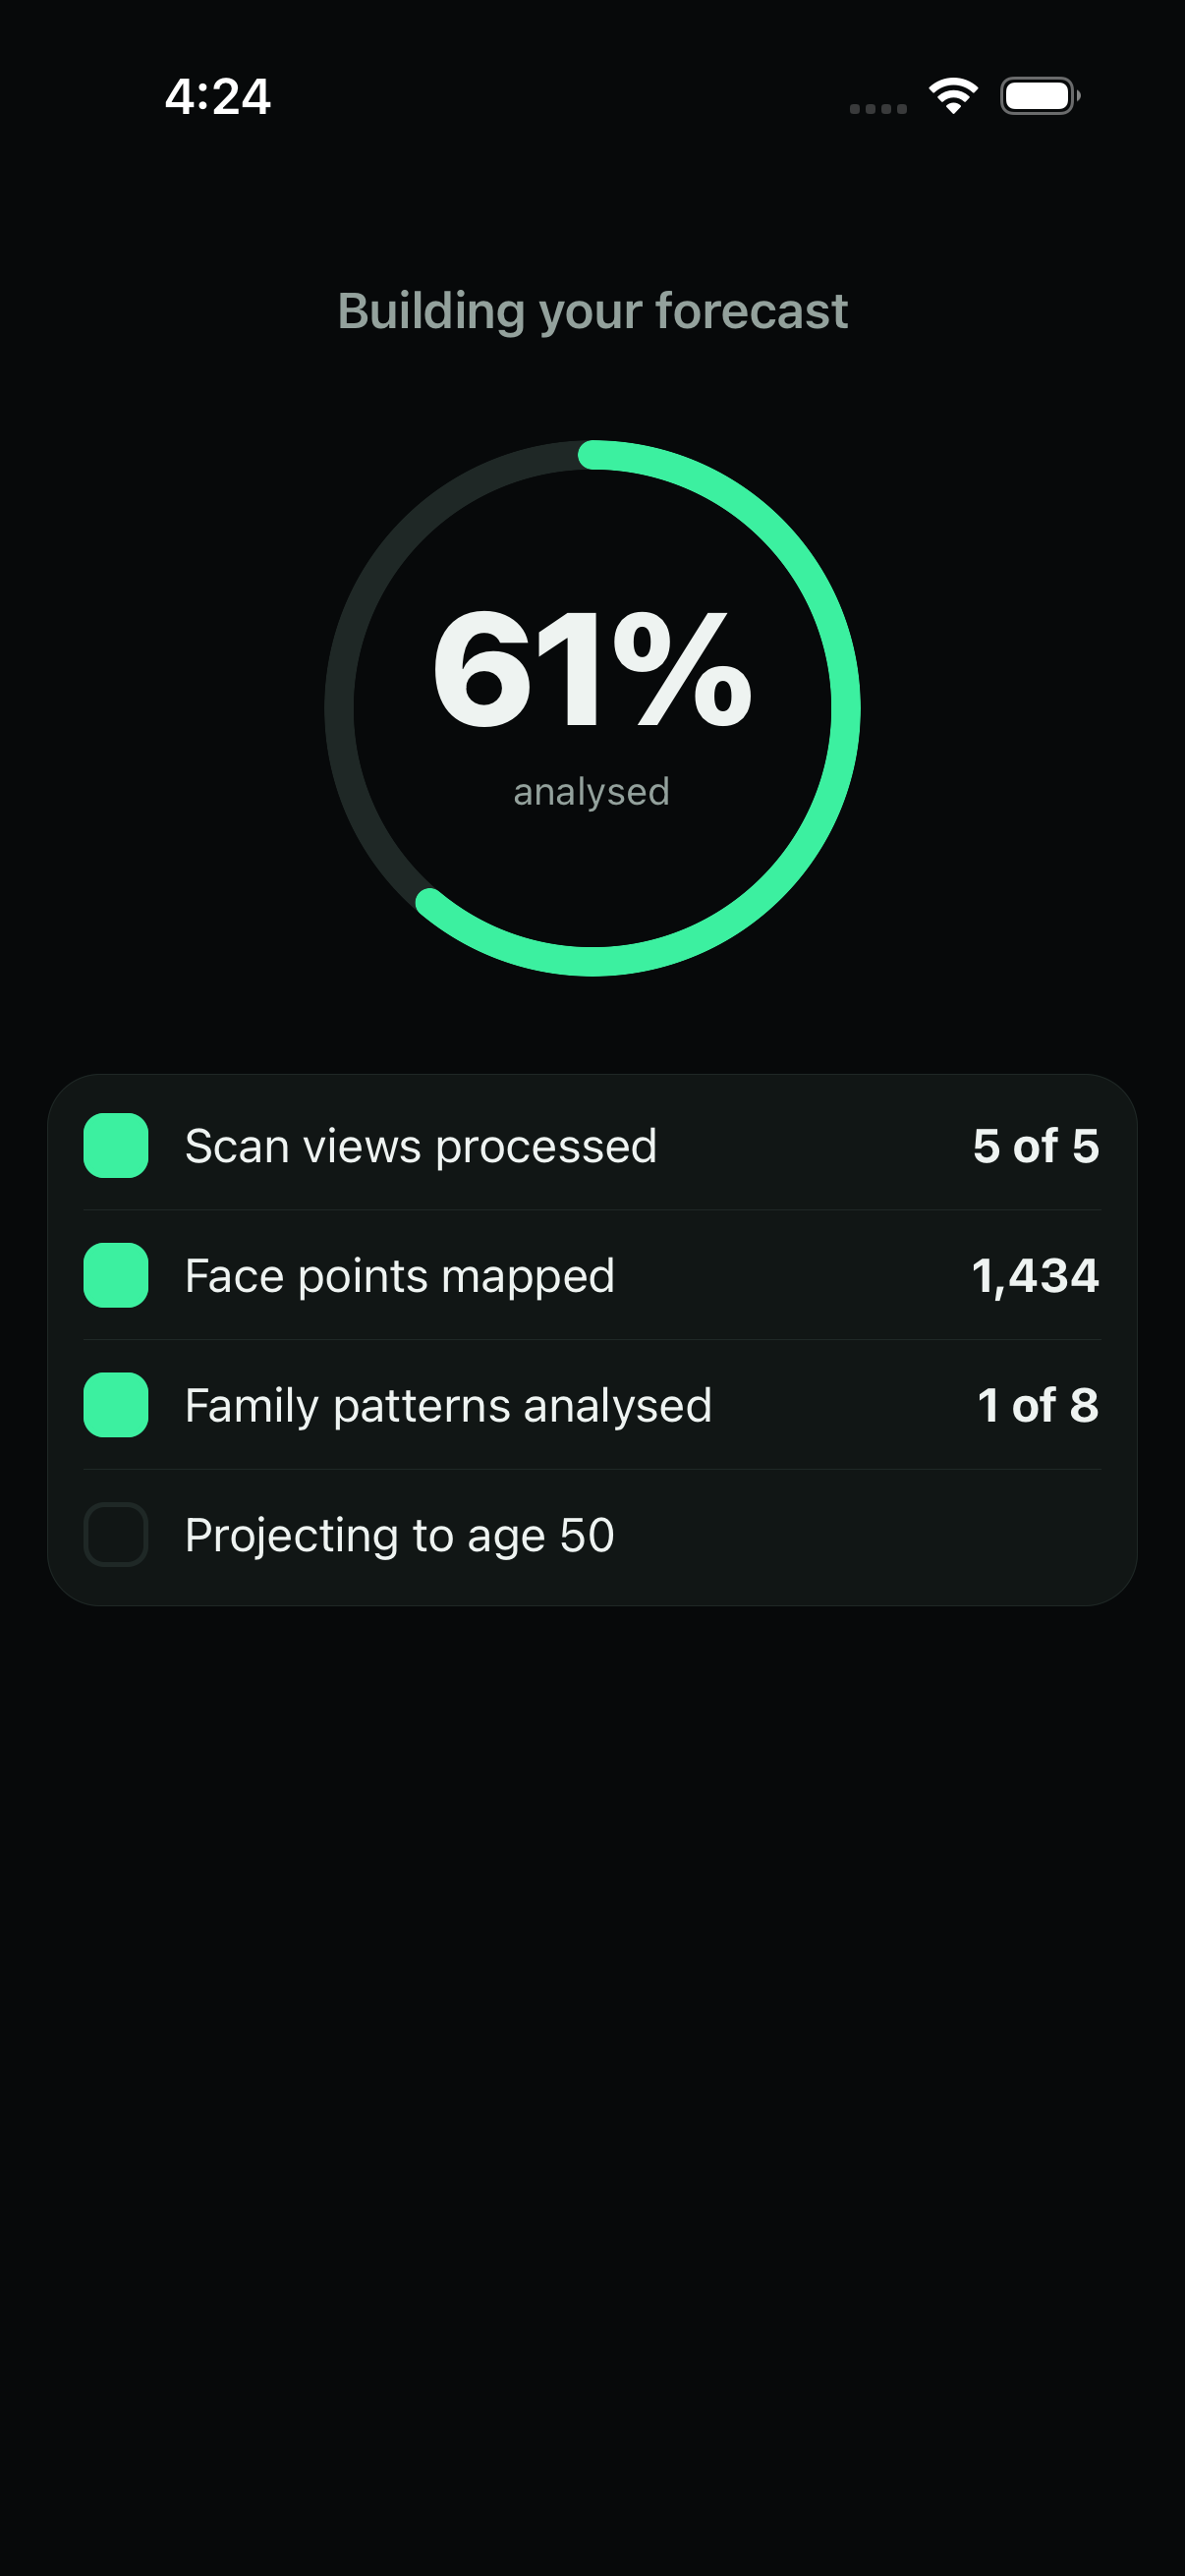 4:24
Building your forecast
61%
analysed
Scan views processed 5 of 5
Face points mapped 1,434
Family patterns analysed 1 of 8
Projecting to age 50